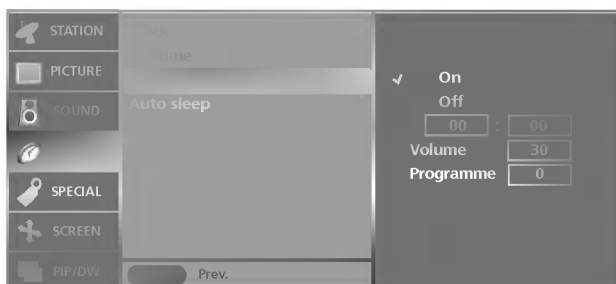 STATION
PICTURE
SOUND
SPECIAL
SCREEN
PIP/DW
Auto sleep
Prev.
On
Off
00 : 00
Volume 30
Programme 0